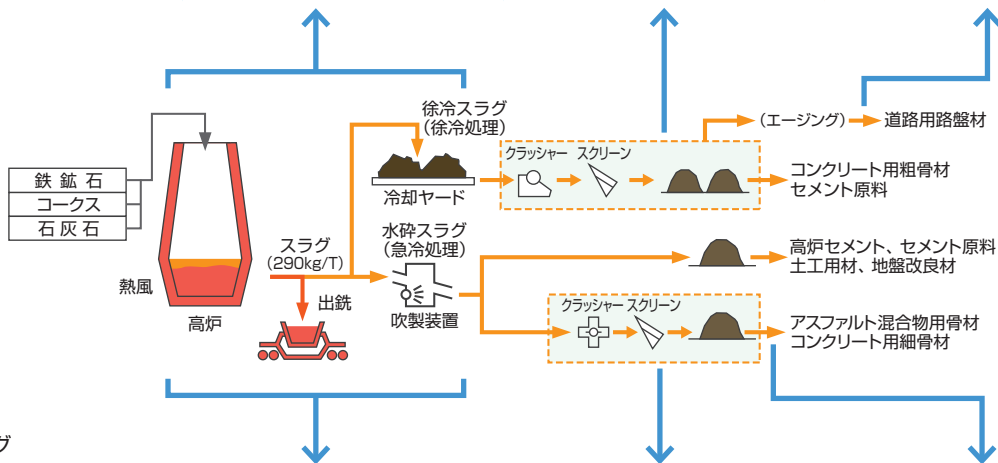 鉄鉱石
コークス
石灰石
熱風
高炉
スラグ
(290kg/T)
出銑
徐冷スラグ
(徐冷処理)
冷却ヤード
水砕スラグ
(急冷処理)
吹製装置
クラッシャー スクリーン
(エージング)
道路用路盤材
コンクリート用粗骨材
セメント原料
高炉セメント、セメント原料
土工用材、地盤改良材
クラッシャー スクリーン
アスファルト混合物用骨材
コンクリート用細骨材
グ